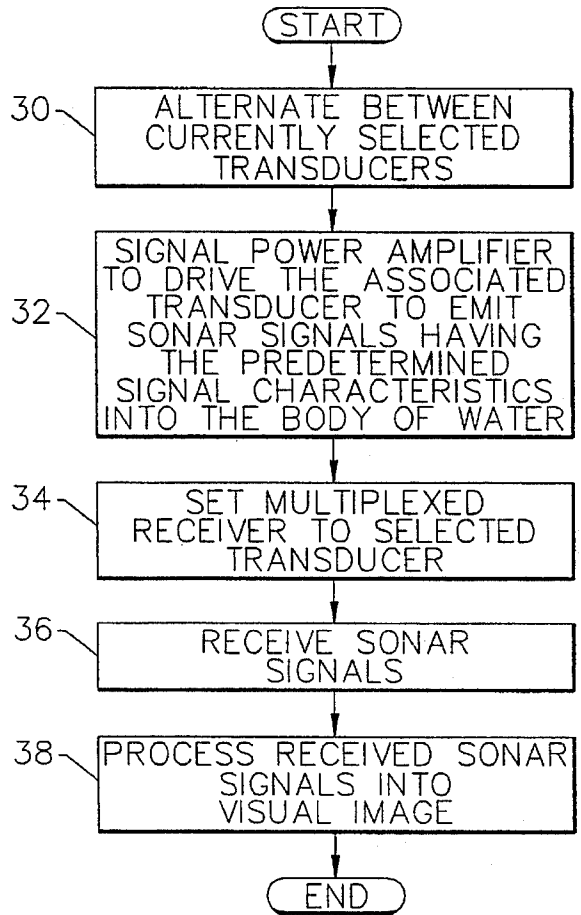 START
30
ALTERNATE BETWEEN
CURRENTLY SELECTED
TRANSDUCERS
32
SIGNAL POWER AMPLIFIER
TO DRIVE THE ASSOCIATED
TRANSDUCER TO EMIT
SONAR SIGNALS HAVING
THE PREDETERMINED
SIGNAL CHARACTERISTICS
INTO THE BODY OF WATER
34
SET MULTIPLEXED
RECEIVER TO SELECTED
TRANSDUCER
36
RECEIVE SONAR
SIGNALS
38
PROCESS RECEIVED SONAR
SIGNALS INTO
VISUAL IMAGE
END